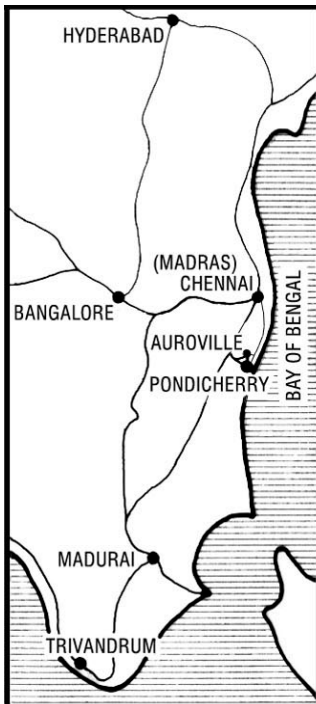 HYDERABAD
(MADRAS)
CHENNAI
BANGALORE
AUROVILLE
PONDICHERRY
BAY OF BENGAL
MADURAI
TRIVANDRUM